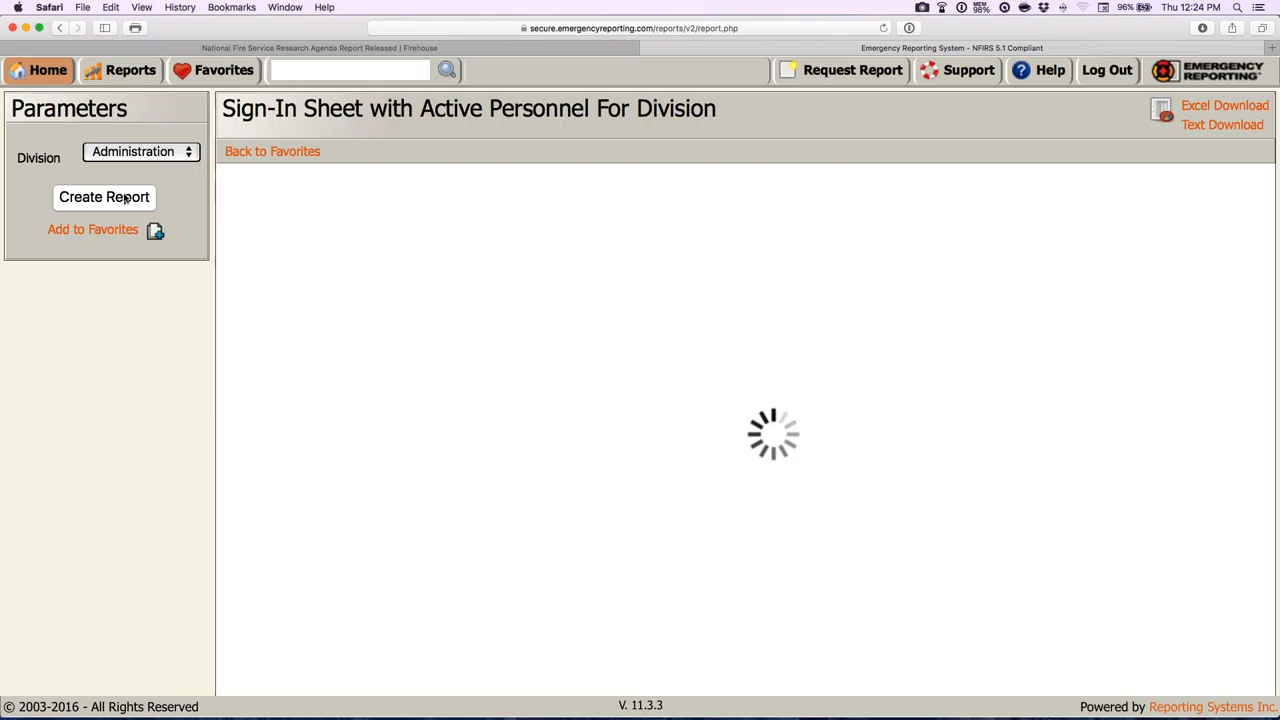 Safari File Edit View History Bookmarks Window Help
MEM 98% 96% Thu 12:24 PM
secure.emergencyreporting.com/reports/v2/report.php
National Fire Service Research Agenda Report Released | Firehouse
Emergency Reporting System - NFIRS 5.1 Compliant
Home Reports Favorites Request Report Support Help Log Out EMERGENCY REPORTING
Parameters
Division Administration
Create Report
Add to Favorites
Sign-In Sheet with Active Personnel For Division
Excel Download
Text Download
Back to Favorites
© 2003-2016 - All Rights Reserved
V. 11.3.3
Powered by Reporting Systems Inc.